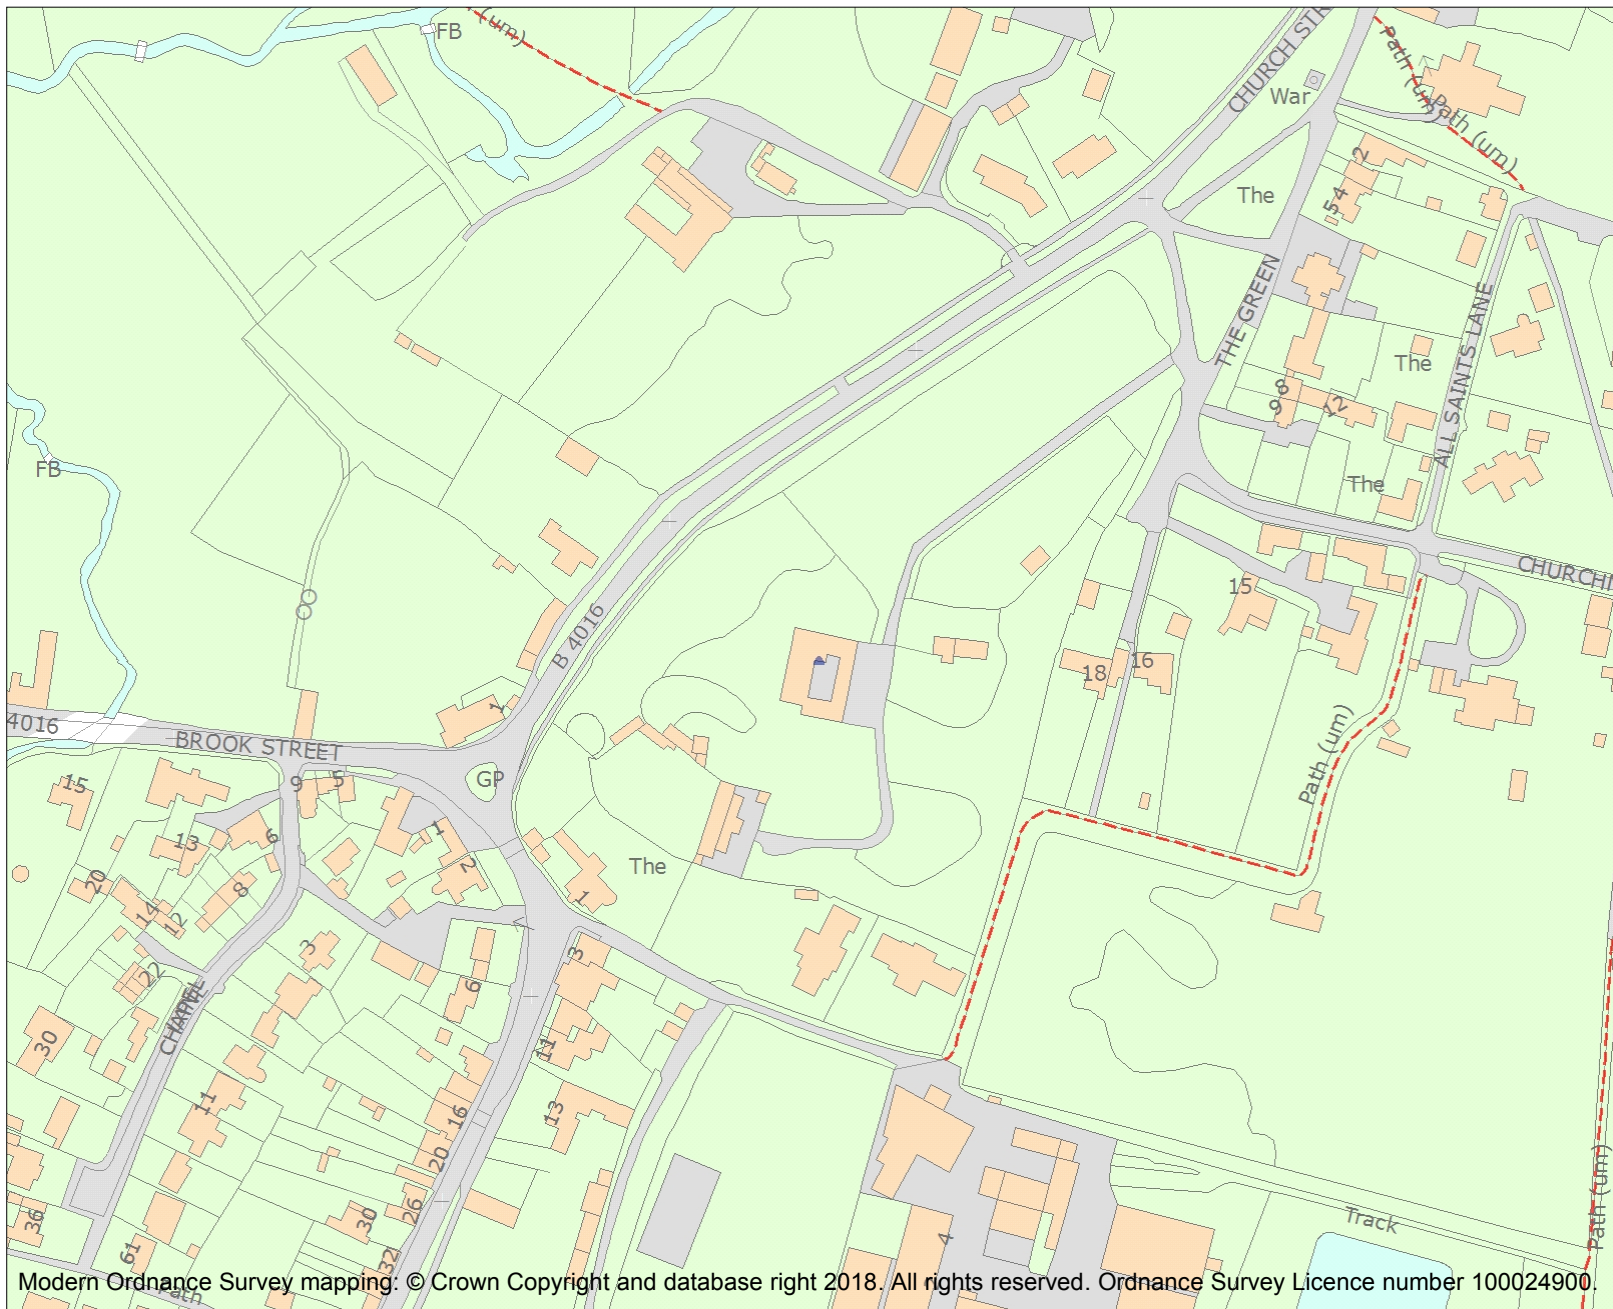 FB
(um)
CHURCH STR
War
Path (um)
Path (um)
2
The
54
THE GREEN
ALL SAINTS LANE
The
8
9
12
FB
The
CHURCHI
15
B 4016
18
16
1
4016
BROOK STREET
GP
Path (um)
15
9
5
13
6
1
2
The
20
8
14
12
1
3
3
22
6
CHAPEL
LANE
30
11
11
13
16
20
26
30
36
61
32
4
Track
Path (um)
Path
Modern Ordnance Survey mapping: © Crown Copyright and database right 2018. All rights reserved. Ordnance Survey Licence number 100024900.